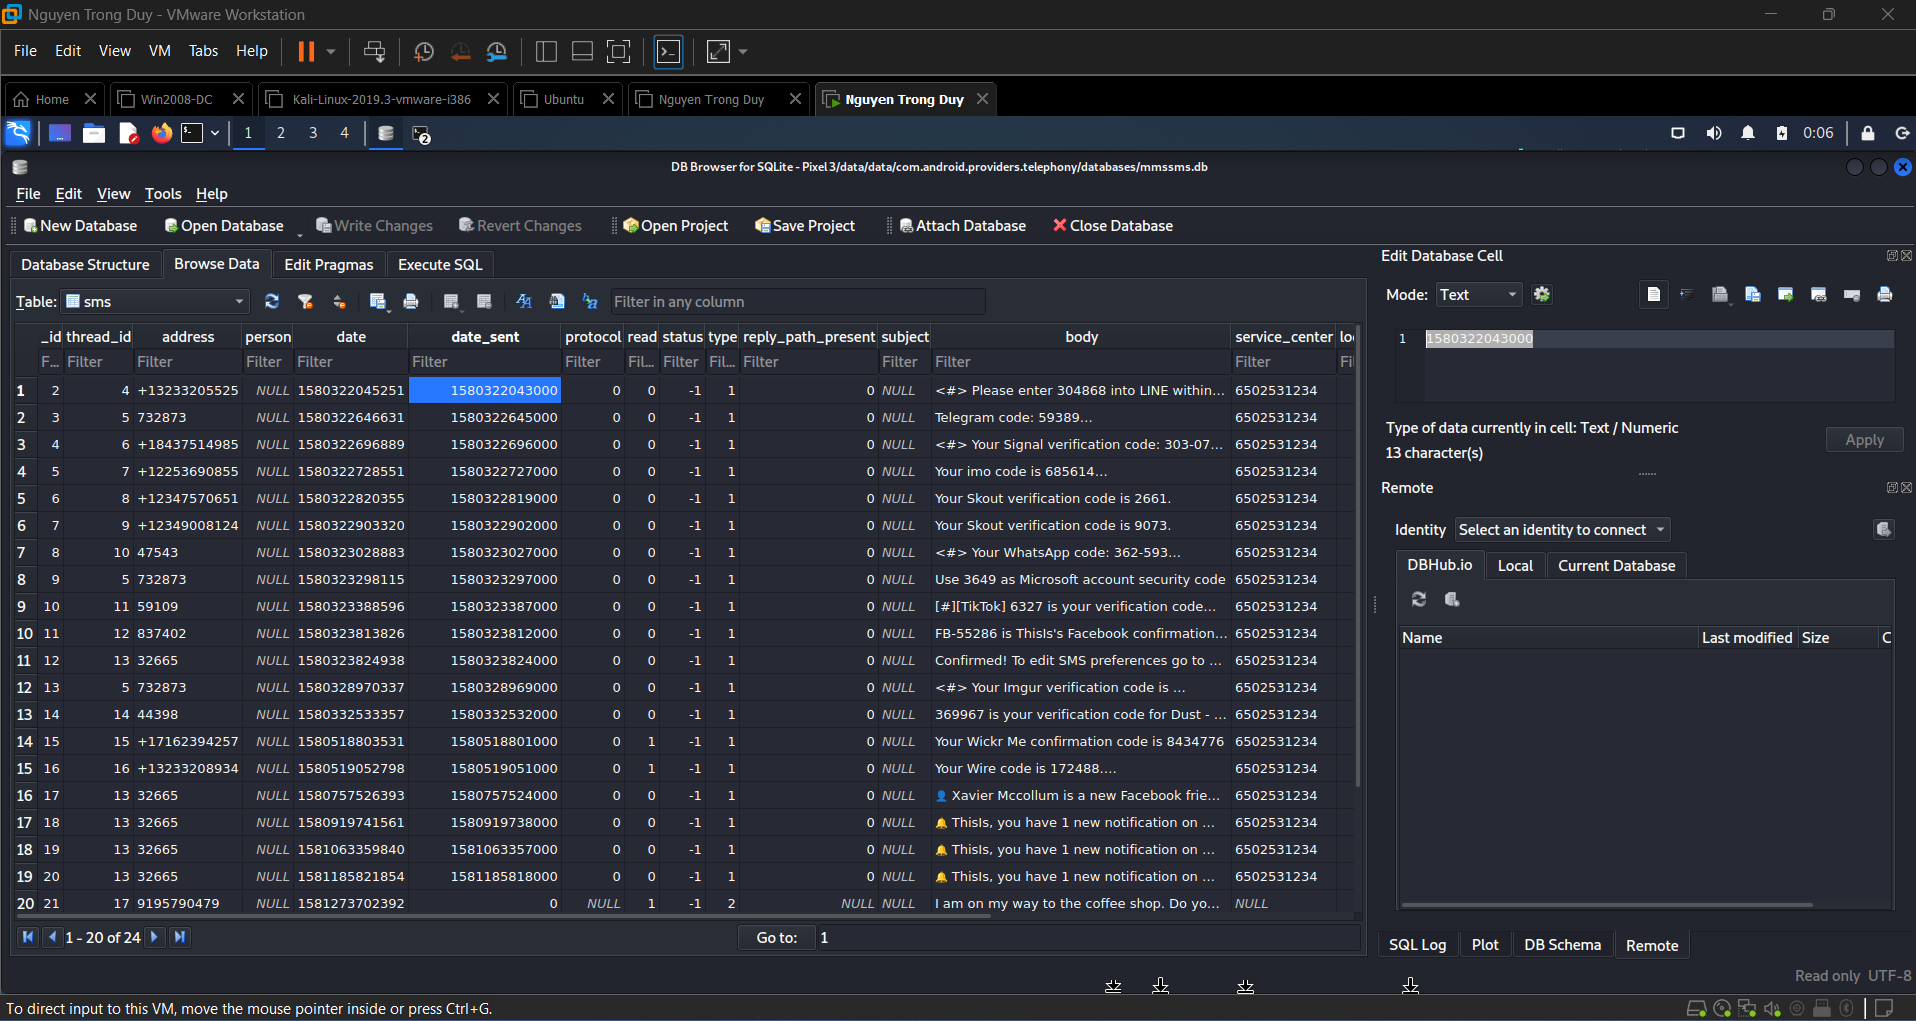 Nguyen Trong Duy - VMware Workstation
File Edit View VM Tabs Help
Home Win2008-DC Kali-Linux-2019.3-vmware-i386 Ubuntu Nguyen Trong Duy Nguyen Trong Duy
1 2 3 4 2 0:06
DB Browser for SQLite - Pixel 3/data/data/com.android.providers.telephony/databases/mmssms.db
File Edit View Tools Help
New Database Open Database Write Changes Revert Changes Open Project Save Project Attach Database Close Database
Database Structure Browse Data Edit Pragmas Execute SQL
Table: sms Filter in any column
_id thread_id address person date date_sent protocol read status type reply_path_present subject body service_center
F... Filter Filter Filter Filter Filter Filter Fil... Filter Fil... Filter Filter Filter Filter Fil
1 2 4 +13233205525 NULL 1580322045251 1580322043000 0 0 -1 1 0 NULL <#> Please enter 304868 into LINE within... 6502531234
2 3 5 732873 NULL 1580322646631 1580322645000 0 0 -1 1 0 NULL Telegram code: 59389... 6502531234
3 4 6 +18437514985 NULL 1580322696889 1580322696000 0 0 -1 1 0 NULL <#> Your Signal verification code: 303-07... 6502531234
4 5 7 +12253690855 NULL 1580322728551 1580322727000 0 0 -1 1 0 NULL Your imo code is 685614... 6502531234
5 6 8 +12347570651 NULL 1580322820355 1580322819000 0 0 -1 1 0 NULL Your Skout verification code is 2661. 6502531234
6 7 9 +12349008124 NULL 1580322903320 1580322902000 0 0 -1 1 0 NULL Your Skout verification code is 9073. 6502531234
7 8 10 47543 NULL 1580323028883 1580323027000 0 0 -1 1 0 NULL <#> Your WhatsApp code: 362-593... 6502531234
8 9 5 732873 NULL 1580323298115 1580323297000 0 0 -1 1 0 NULL Use 3649 as Microsoft account security code 6502531234
9 10 11 59109 NULL 1580323388596 1580323387000 0 0 -1 1 0 NULL [#][TikTok] 6327 is your verification code... 6502531234
10 11 12 837402 NULL 1580323813826 1580323812000 0 0 -1 1 0 NULL FB-55286 is ThisIs's Facebook confirmation... 6502531234
11 12 13 32665 NULL 1580323824938 1580323824000 0 0 -1 1 0 NULL Confirmed! To edit SMS preferences go to ... 6502531234
12 13 5 732873 NULL 1580328970337 1580328969000 0 0 -1 1 0 NULL <#> Your Imgur verification code is ... 6502531234
13 14 14 44398 NULL 1580332533357 1580332532000 0 0 -1 1 0 NULL 369967 is your verification code for Dust - ... 6502531234
14 15 15 +17162394257 NULL 1580518803531 1580518801000 0 1 -1 1 0 NULL Your Wickr Me confirmation code is 8434776 6502531234
15 16 16 +13233208934 NULL 1580519052798 1580519051000 0 1 -1 1 0 NULL Your Wire code is 172488.... 6502531234
16 17 13 32665 NULL 1580757526393 1580757524000 0 0 -1 1 0 NULL 👤 Xavier Mccollum is a new Facebook frie... 6502531234
17 18 13 32665 NULL 1580919741561 1580919738000 0 0 -1 1 0 NULL 🔔 ThisIs, you have 1 new notification on ... 6502531234
18 19 13 32665 NULL 1581063359840 1581063357000 0 0 -1 1 0 NULL 🔔 ThisIs, you have 1 new notification on ... 6502531234
19 20 13 32665 NULL 1581185821854 1581185818000 0 0 -1 1 0 NULL 🔔 ThisIs, you have 1 new notification on ... 6502531234
20 21 17 9195790479 NULL 1581273702392 0 NULL 1 -1 2 NULL NULL I am on my way to the coffee shop. Do yo... NULL
1 - 20 of 24 Go to: 1
Edit Database Cell
Mode: Text
1 1580322043000
Type of data currently in cell: Text / Numeric
13 character(s)
Apply
Remote
Identity Select an identity to connect
DBHub.io Local Current Database
Name Last modified Size C
SQL Log Plot DB Schema Remote
Read only UTF-8
To direct input to this VM, move the mouse pointer inside or press Ctrl+G.